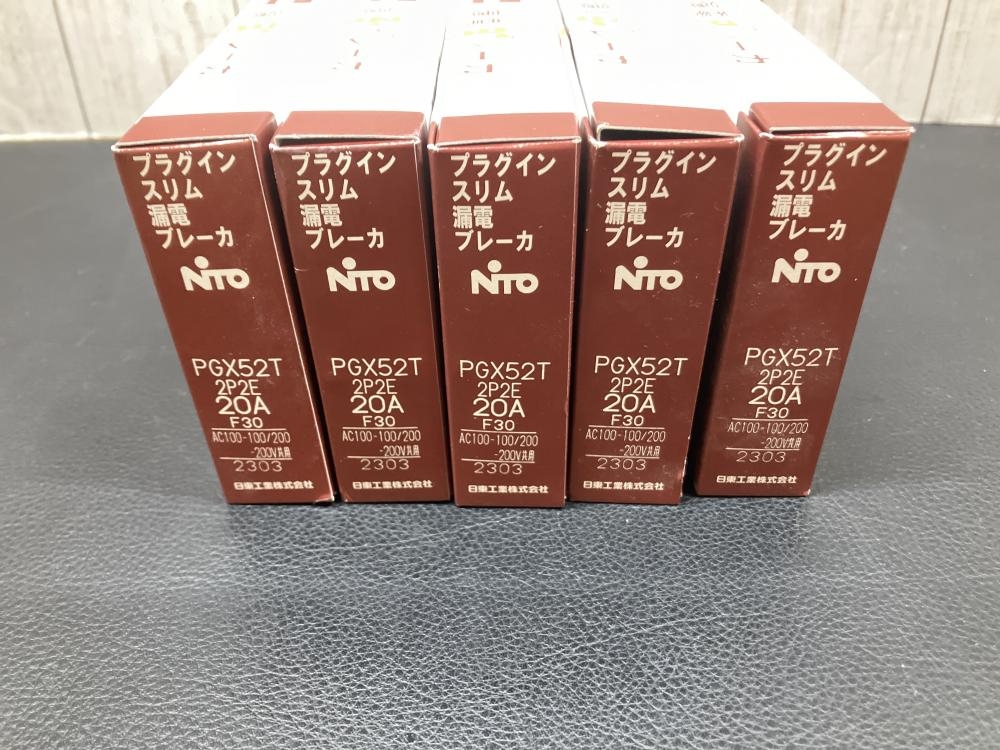 プラグイン
スリム
漏電
ブレーカ
NITO
PGX52T
2P2E
20A
F30
AC100-100/200
-200V共用
2303
日東工業株式会社
プラグイン
スリム
漏電
ブレーカ
NITO
PGX52T
2P2E
20A
F30
AC100-100/200
-200V共用
2303
日東工業株式会社
プラグイン
スリム
漏電
ブレーカ
NITO
PGX52T
2P2E
20A
F30
AC100-100/200
-200V共用
2303
日東工業株式会社
プラグイン
スリム
漏電
ブレーカ
NITO
PGX52T
2P2E
20A
F30
AC100-100/200
-200V共用
2303
日東工業株式会社
プラグイン
スリム
漏電
ブレーカ
NITO
PGX52T
2P2E
20A
F30
AC100-100/200
-200V共用
2303
日東工業株式会社